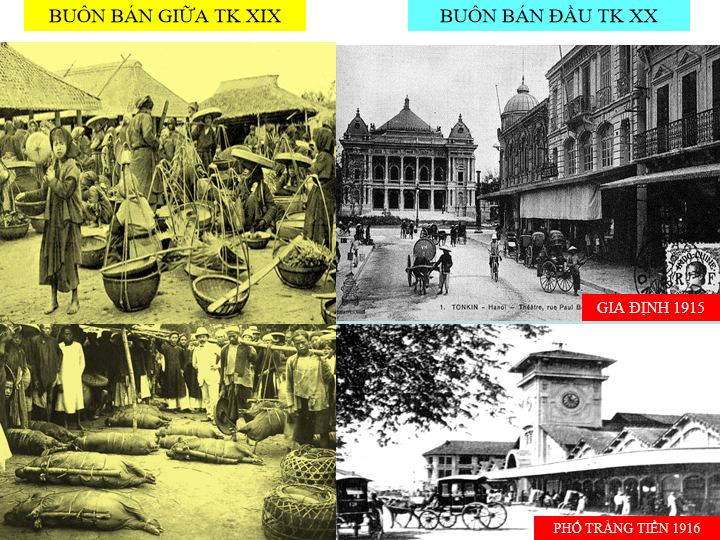 BUÔN BÁN GIỮA TK XIX
BUÔN BÁN ĐẦU TK XX
1. TONKIN - Hanoï - Théâtre, rue Paul
GIA ĐỊNH 1915
PHỐ TRÀNG TIỀN 1916